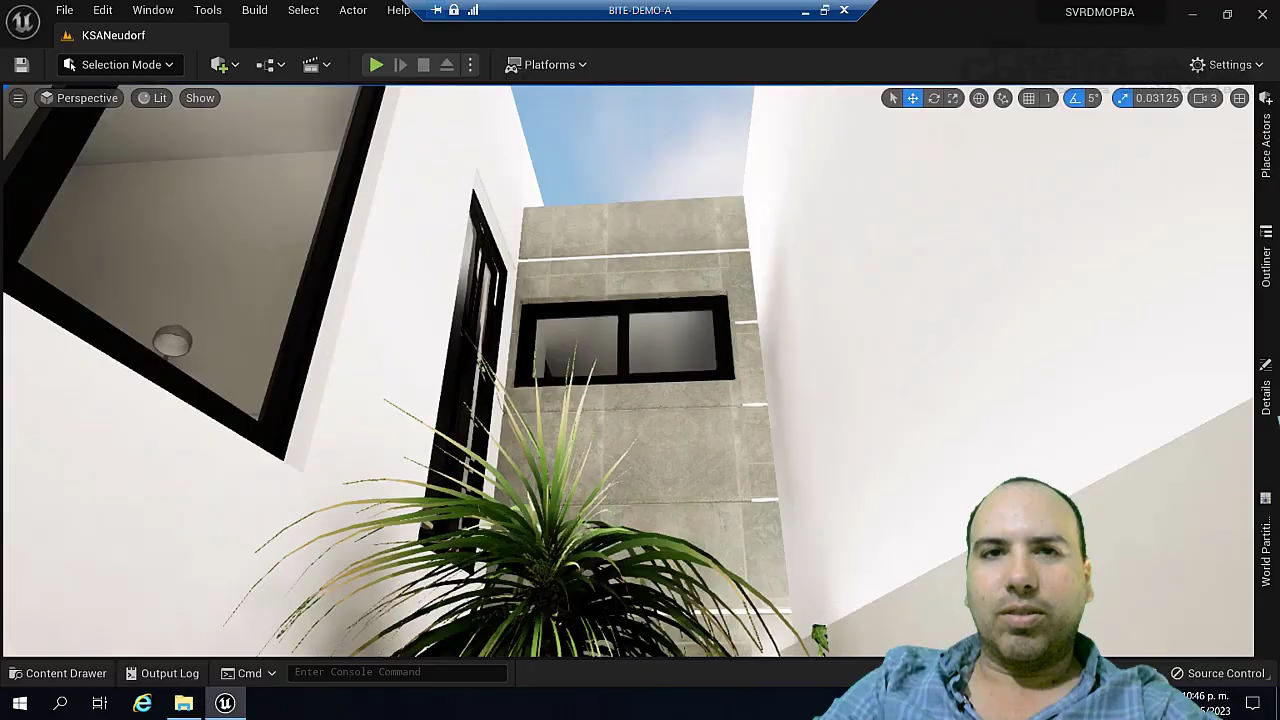 File Edit Window Tools Build Select Actor Help
BITE-DEMO-A
SVRDMOPBA
KSANeudorf
Selection Mode
Platforms
Settings
Perspective
Lit
Show
1
5°
0.03125
3
Place Actors
Outliner
Details
World Partiti
Content Drawer
Output Log
Cmd
Enter Console Command
Source Control
10:46 p. m.
/2023